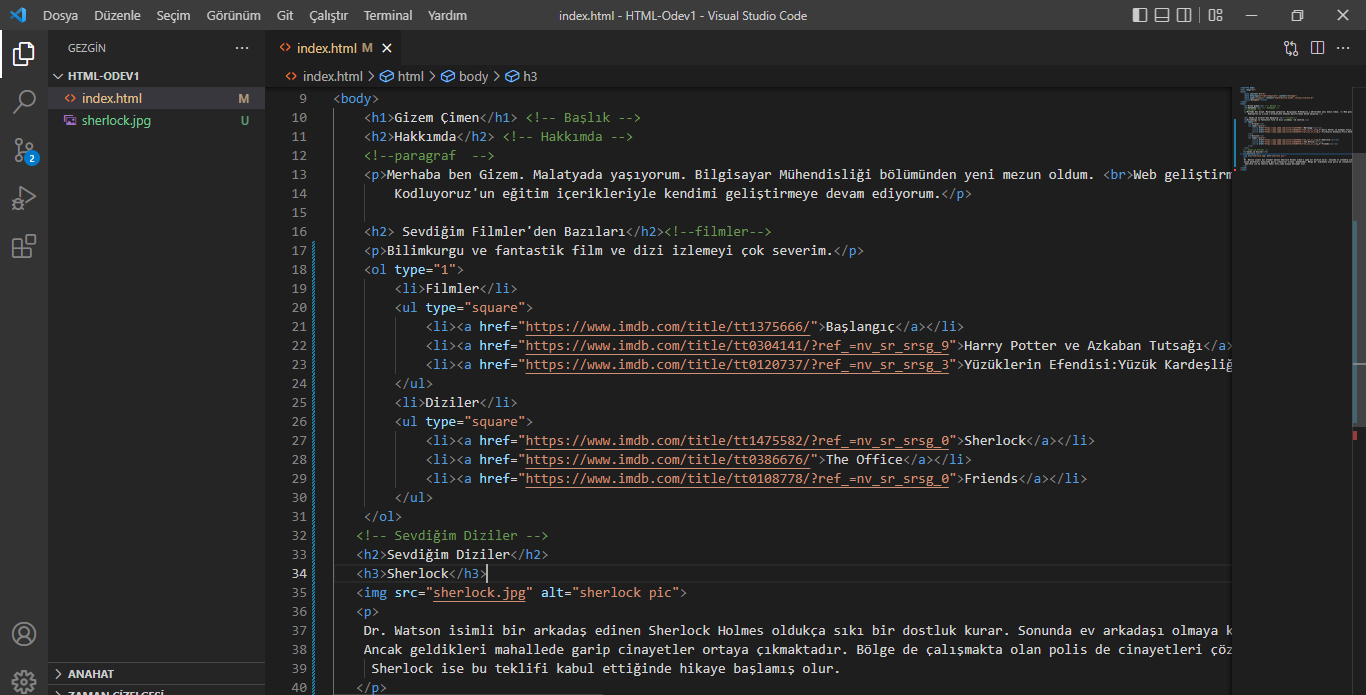 Dosya Düzenle Seçim Görünüm Git Çalıştır Terminal Yardım index.html - HTML-Odev1 - Visual Studio Code
GEZGİN
HTML-ODEV1
index.html M
sherlock.jpg U
2
ANAHAT
index.html M
index.html > html > body > h3
9 <body>
10 <h1>Gizem Çimen</h1> <!-- Başlık -->
11 <h2>Hakkımda</h2> <!-- Hakkımda -->
12 <!--paragraf  -->
13 <p>Merhaba ben Gizem. Malatyada yaşıyorum. Bilgisayar Mühendisliği bölümünden yeni mezun oldum. <br>Web geliştirm
14 Kodluyoruz'un eğitim içerikleriyle kendimi geliştirmeye devam ediyorum.</p>
15
16 <h2> Sevdiğim Filmler'den Bazıları</h2><!--filmler-->
17 <p>Bilimkurgu ve fantastik film ve dizi izlemeyi çok severim.</p>
18 <ol type="1">
19 <li>Filmler</li>
20 <ul type="square">
21 <li><a href="https://www.imdb.com/title/tt1375666/">Başlangıç</a></li>
22 <li><a href="https://www.imdb.com/title/tt0304141/?ref_=nv_sr_srsg_9">Harry Potter ve Azkaban Tutsağı</a>
23 <li><a href="https://www.imdb.com/title/tt0120737/?ref_=nv_sr_srsg_3">Yüzüklerin Efendisi:Yüzük Kardeşliğ
24 </ul>
25 <li>Diziler</li>
26 <ul type="square">
27 <li><a href="https://www.imdb.com/title/tt1475582/?ref_=nv_sr_srsg_0">Sherlock</a></li>
28 <li><a href="https://www.imdb.com/title/tt0386676/">The Office</a></li>
29 <li><a href="https://www.imdb.com/title/tt0108778/?ref_=nv_sr_srsg_0">Friends</a></li>
30 </ul>
31 </ol>
32 <!-- Sevdiğim Diziler -->
33 <h2>Sevdiğim Diziler</h2>
34 <h3>Sherlock</h3>
35 <img src="sherlock.jpg" alt="sherlock pic">
36 <p>
37 Dr. Watson isimli bir arkadaş edinen Sherlock Holmes oldukça sıkı bir dostluk kurar. Sonunda ev arkadaşı olmaya k
38 Ancak geldikleri mahallede garip cinayetler ortaya çıkmaktadır. Bölge de çalışmakta olan polis de cinayetleri çöz
39 Sherlock ise bu teklifi kabul ettiğinde hikaye başlamış olur.
40 </p>